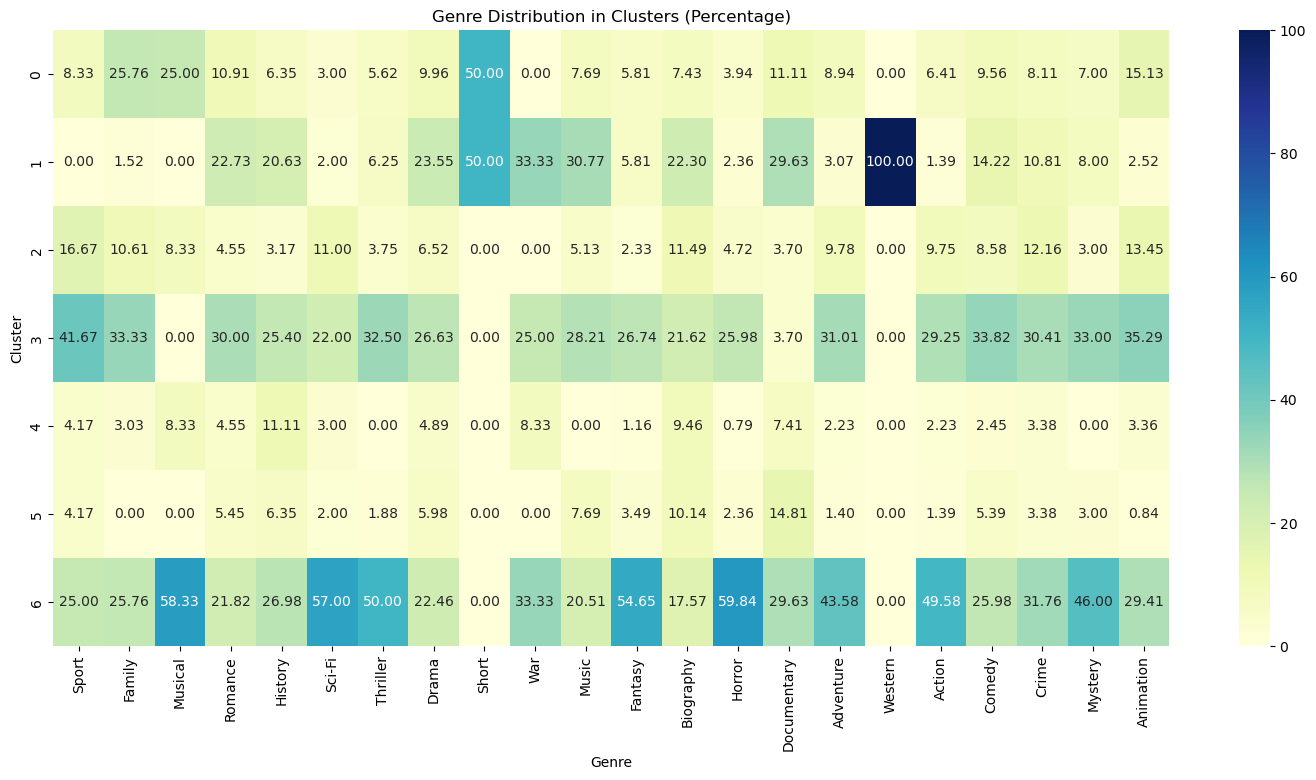 Genre Distribution in Clusters (Percentage)
0 8.33 25.76 25.00 10.91 6.35 3.00 5.62 9.96 50.00 0.00 7.69 5.81 7.43 3.94 11.11 8.94 0.00 6.41 9.56 8.11 7.00 15.13
1 0.00 1.52 0.00 22.73 20.63 2.00 6.25 23.55 50.00 33.33 30.77 5.81 22.30 2.36 29.63 3.07 100.00 1.39 14.22 10.81 8.00 2.52
2 16.67 10.61 8.33 4.55 3.17 11.00 3.75 6.52 0.00 0.00 5.13 2.33 11.49 4.72 3.70 9.78 0.00 9.75 8.58 12.16 3.00 13.45
3 41.67 33.33 0.00 30.00 25.40 22.00 32.50 26.63 0.00 25.00 28.21 26.74 21.62 25.98 3.70 31.01 0.00 29.25 33.82 30.41 33.00 35.29
4 4.17 3.03 8.33 4.55 11.11 3.00 0.00 4.89 0.00 8.33 0.00 1.16 9.46 0.79 7.41 2.23 0.00 2.23 2.45 3.38 0.00 3.36
5 4.17 0.00 0.00 5.45 6.35 2.00 1.88 5.98 0.00 0.00 7.69 3.49 10.14 2.36 14.81 1.40 0.00 1.39 5.39 3.38 3.00 0.84
6 25.00 25.76 58.33 21.82 26.98 57.00 50.00 22.46 0.00 33.33 20.51 54.65 17.57 59.84 29.63 43.58 0.00 49.58 25.98 31.76 46.00 29.41
Cluster
Sport Family Musical Romance History Sci-Fi Thriller Drama Short War Music Fantasy Biography Horror Documentary Adventure Western Action Comedy Crime Mystery Animation
Genre
100
80
60
40
20
0